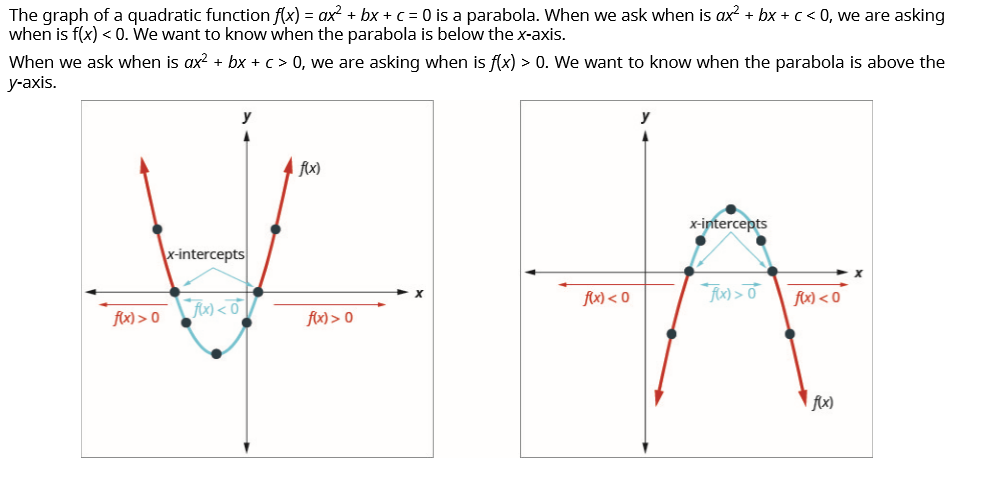 The graph of a quadratic function f(x) = ax² + bx + c = 0 is a parabola. When we ask when is ax² + bx + c < 0, we are asking
when is f(x) < 0. We want to know when the parabola is below the x-axis.
When we ask when is ax² + bx + c > 0, we are asking when is f(x) > 0. We want to know when the parabola is above the
y-axis.
y
f(x)
x-intercepts
x
f(x) < 0
f(x) > 0
f(x) > 0
y
x-intercepts
x
f(x) < 0
f(x) > 0
f(x) < 0
f(x)